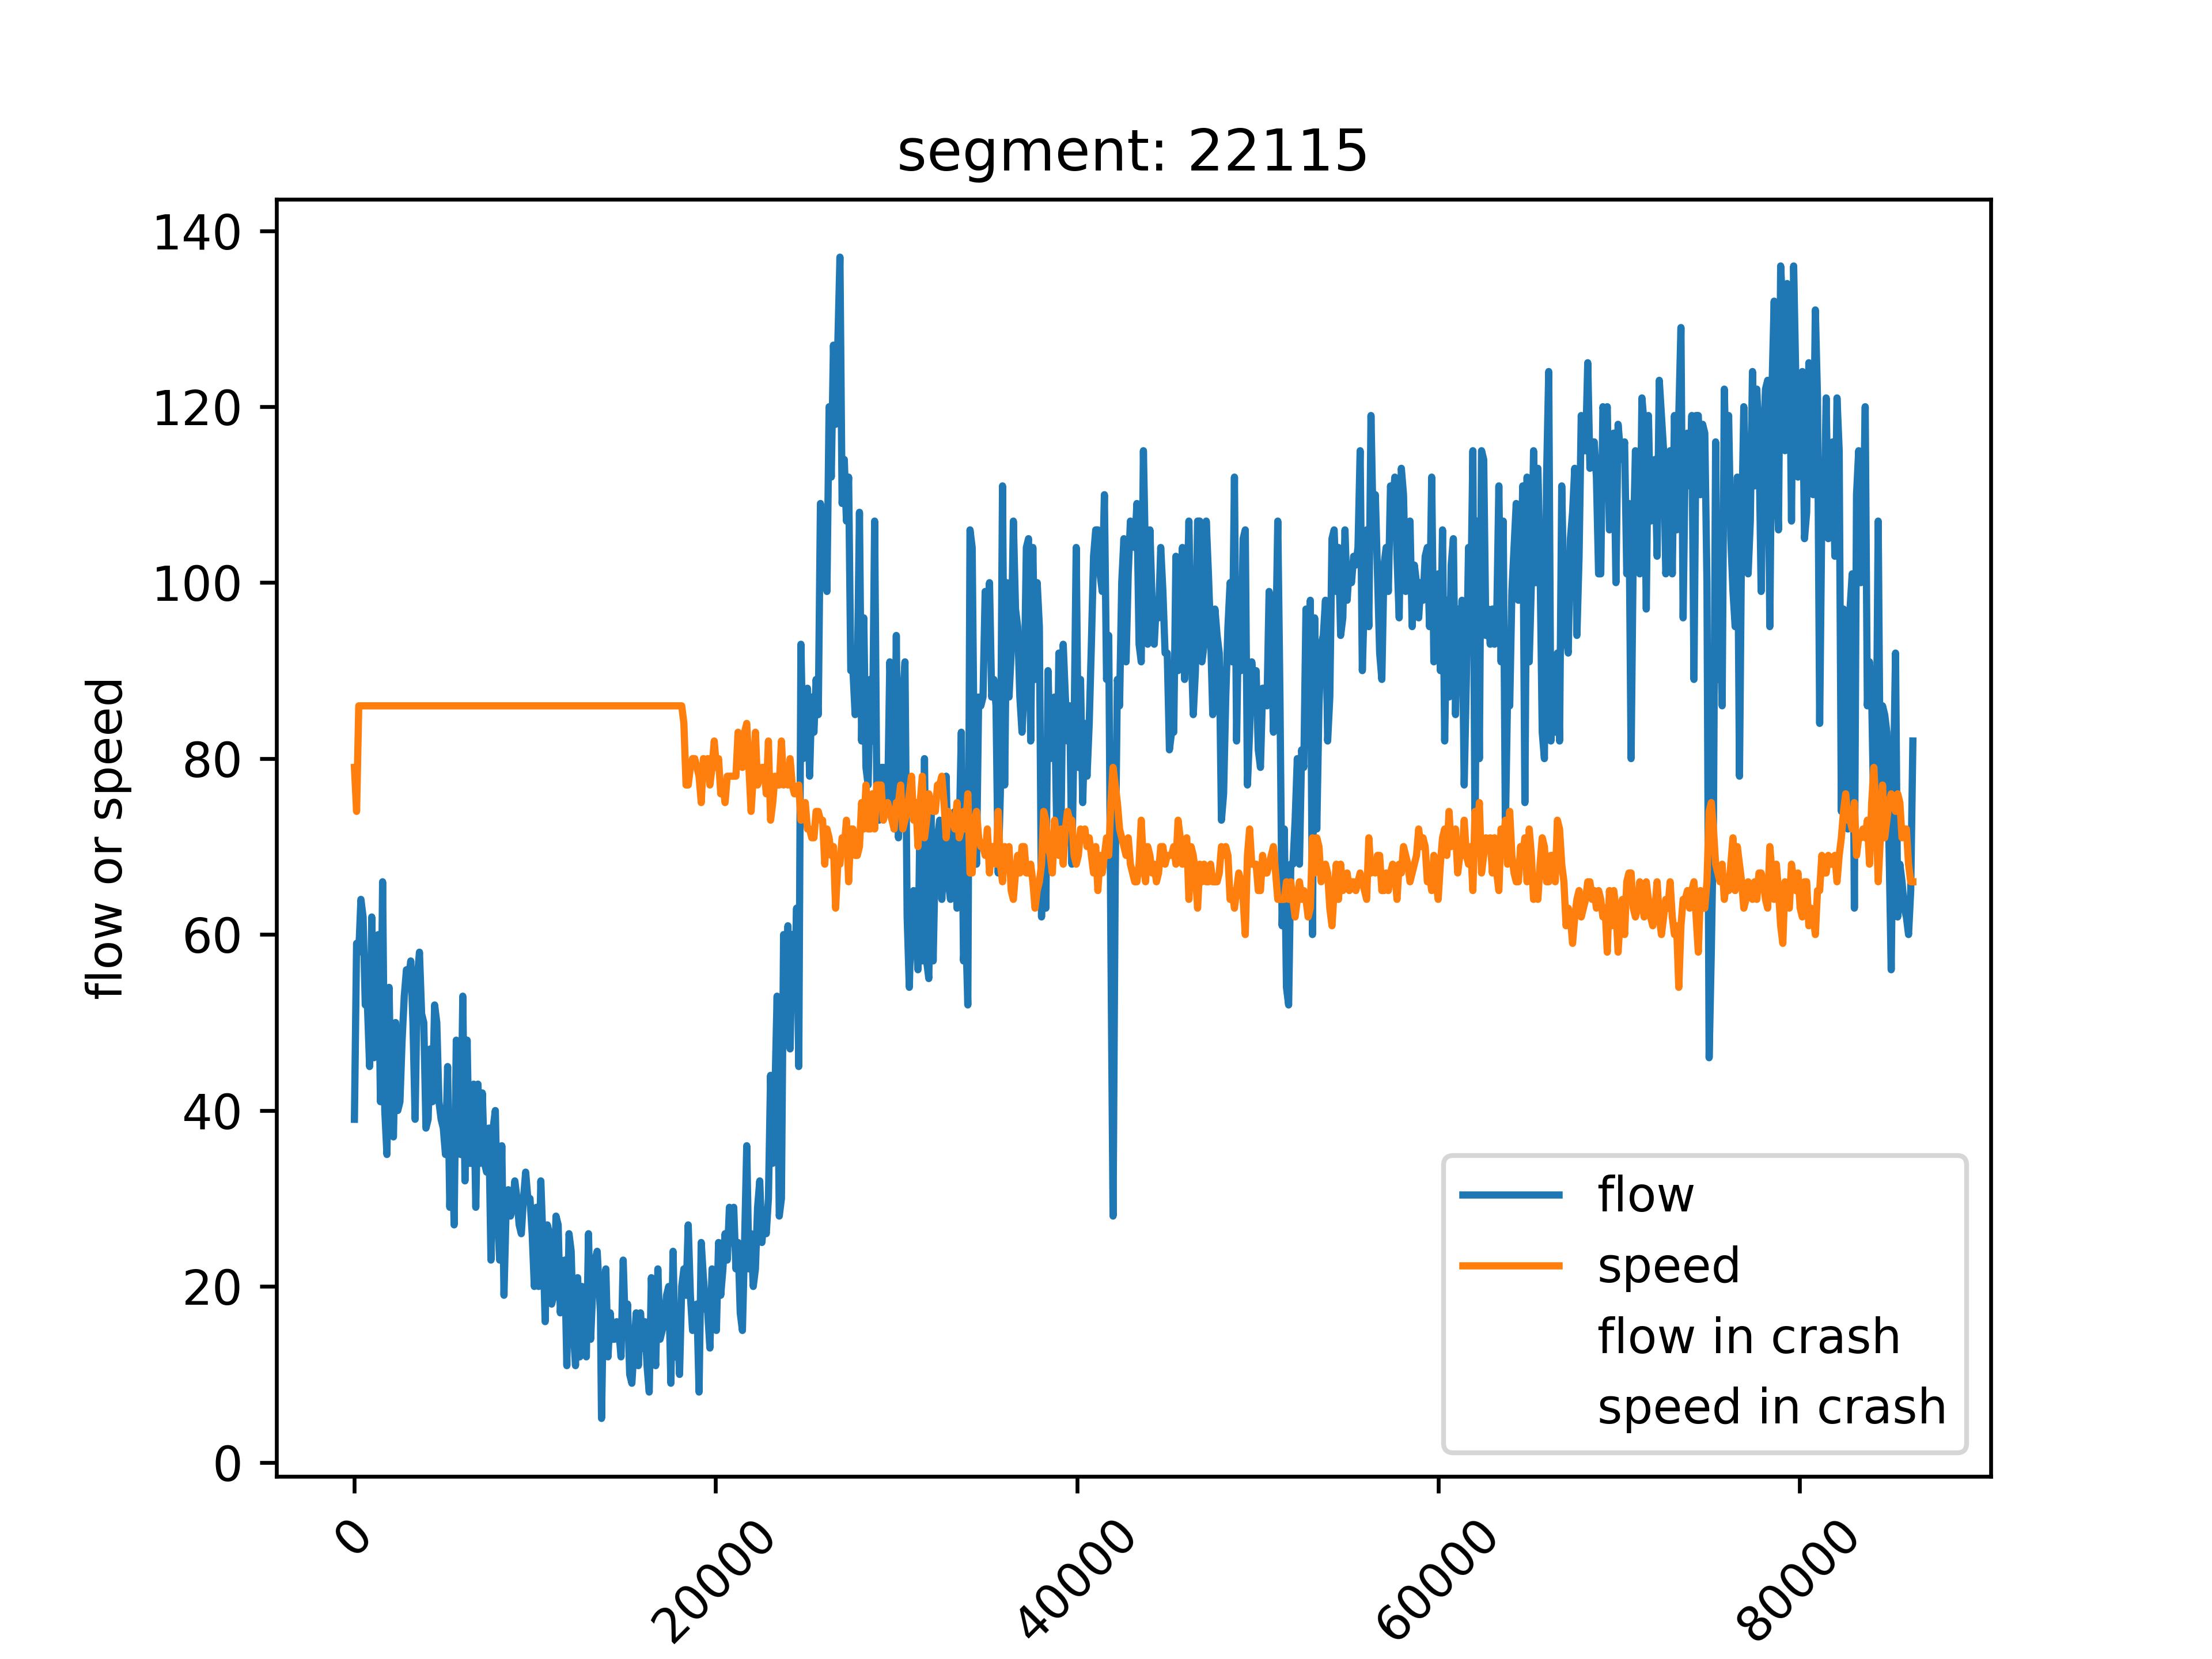 segment: 22115
flow or speed
140
120
100
80
60
40
20
0
0
20000
40000
60000
80000
flow
speed
flow in crash
speed in crash